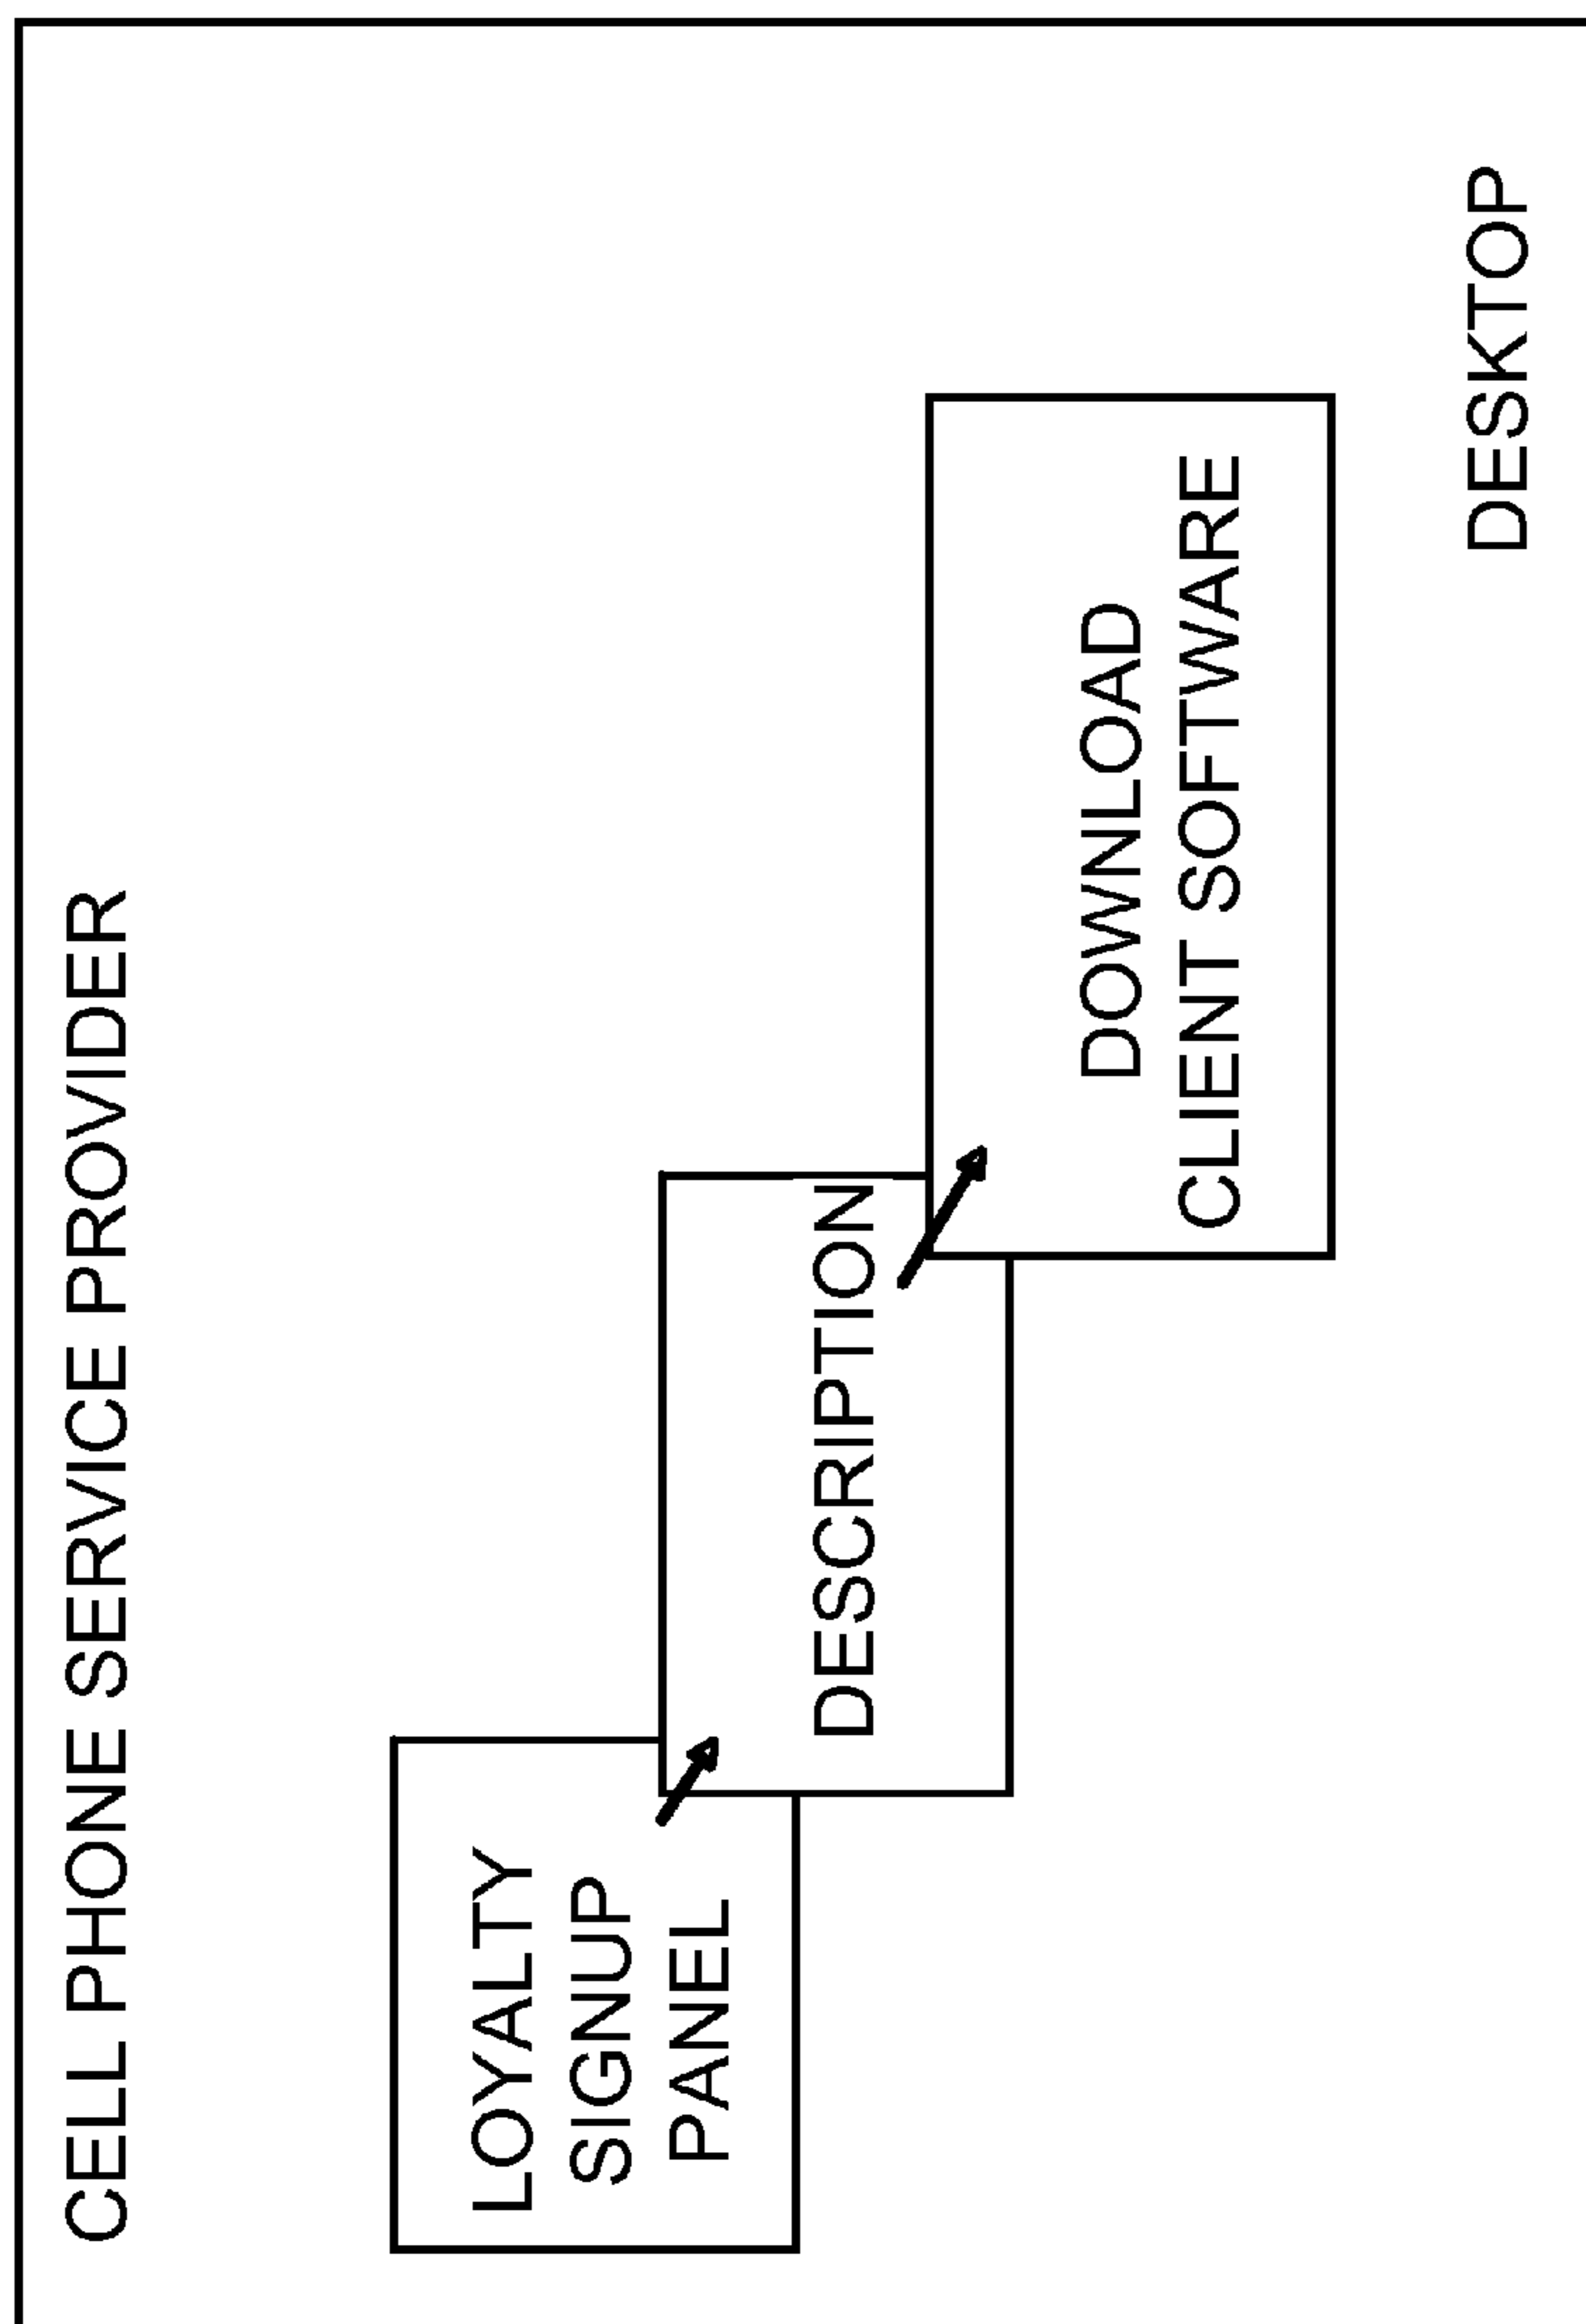 CELL PHONE SERVICE PROVIDER
LOYALTY
SIGNUP
PANEL
DESCRIPTION
DOWNLOAD
CLIENT SOFTWARE
DESKTOP